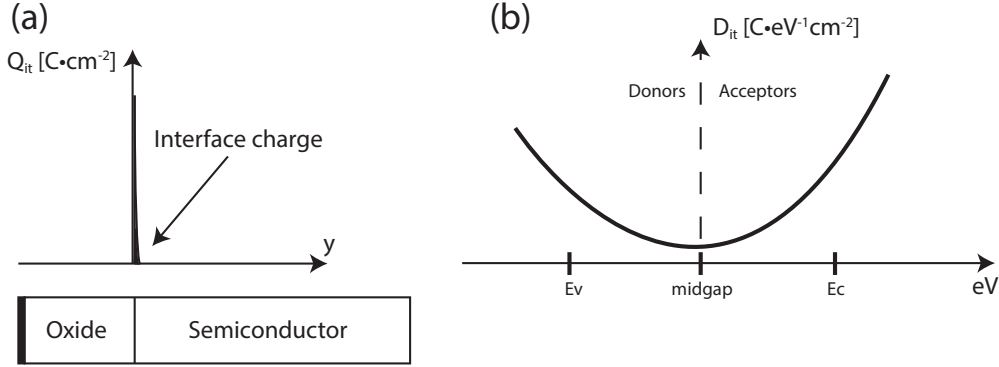 (a)
Q_it [C•cm⁻²]
Interface charge
y
Oxide
Semiconductor
(b)
D_it [C•eV⁻¹cm⁻²]
Donors
Acceptors
Ev
midgap
Ec
eV